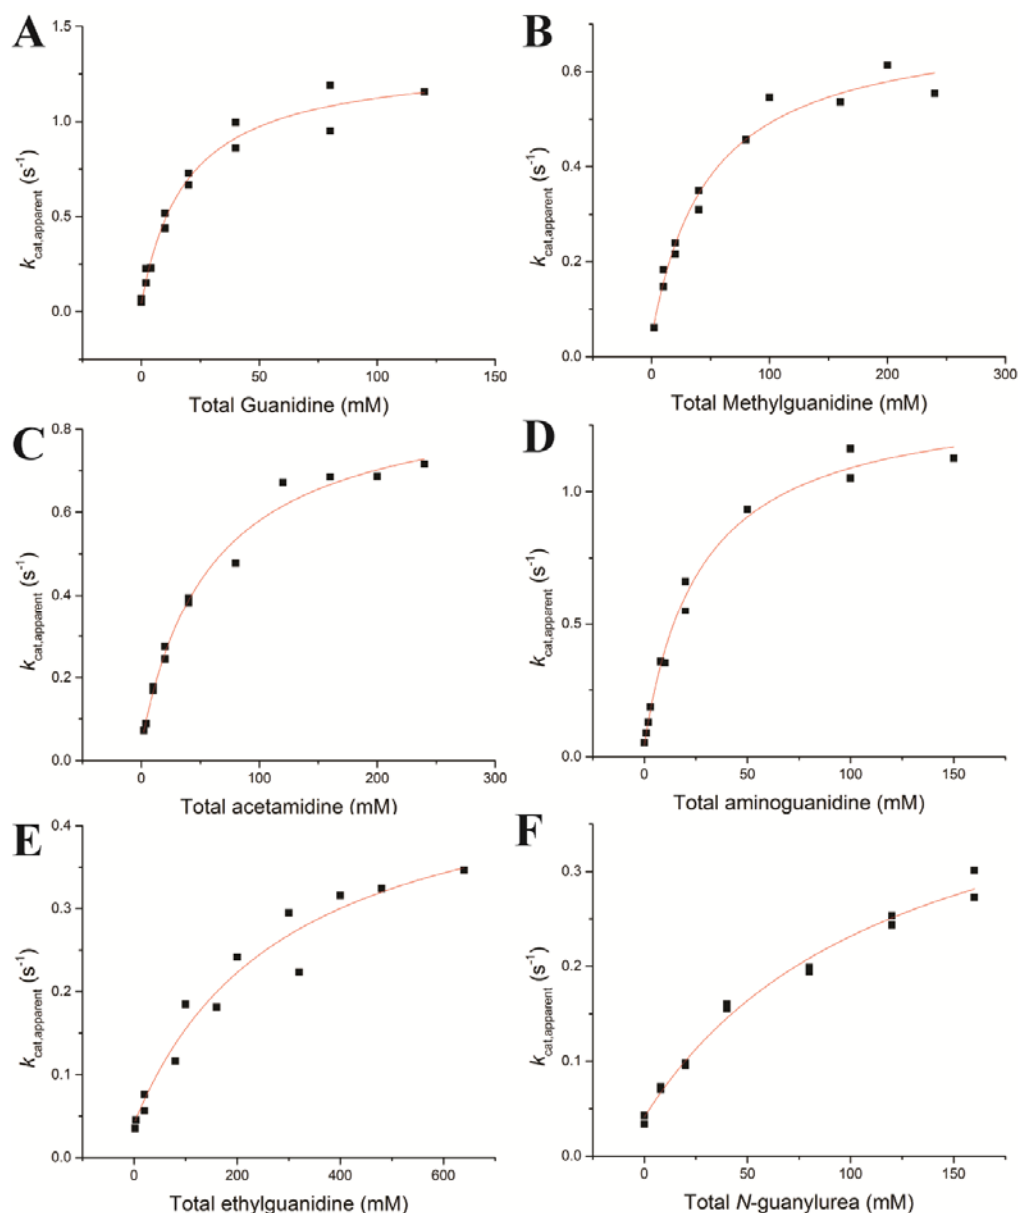 A
1.5
1.0
0.5
0.0
kcat,apparent (s-1)
0 50 100 150
Total Guanidine (mM)
B
0.6
0.4
0.2
0.0
kcat,apparent (s-1)
0 100 200 300
Total Methylguanidine (mM)
C
0.8
0.6
0.4
0.2
0.0
kcat,apparent (s-1)
0 100 200 300
Total acetamidine (mM)
D
1.0
0.5
0.0
kcat,apparent (s-1)
0 50 100 150
Total aminoguanidine (mM)
E
0.4
0.3
0.2
0.1
0.0
kcat,apparent (s-1)
0 200 400 600
Total ethylguanidine (mM)
F
0.3
0.2
0.1
0.0
kcat,apparent (s-1)
0 50 100 150
Total N-guanylurea (mM)